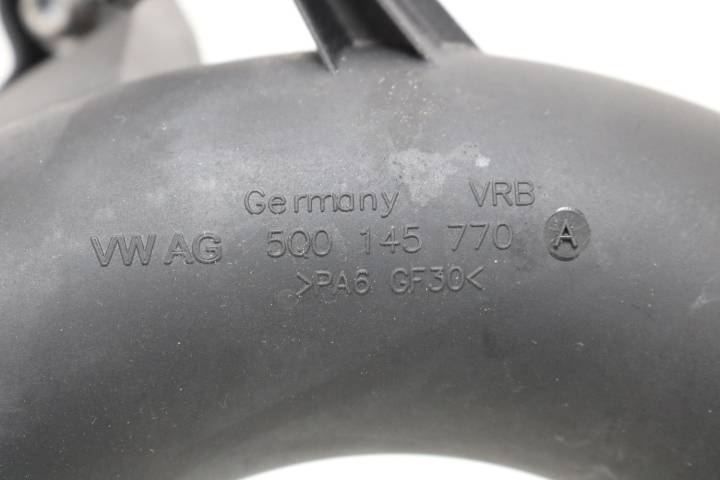 Germany VRB
VW AG 5Q0 145 770 A
>PA6 GF30<